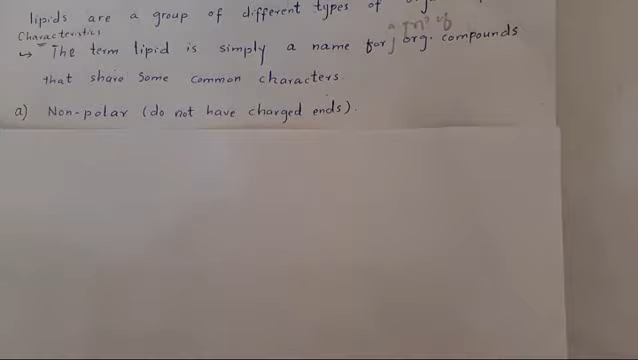 lipids are a group of different types of
Characteristics
↳ The term lipid is simply a name for org. compounds
that share some common characters.
a) Non-polar (do not have charged ends).